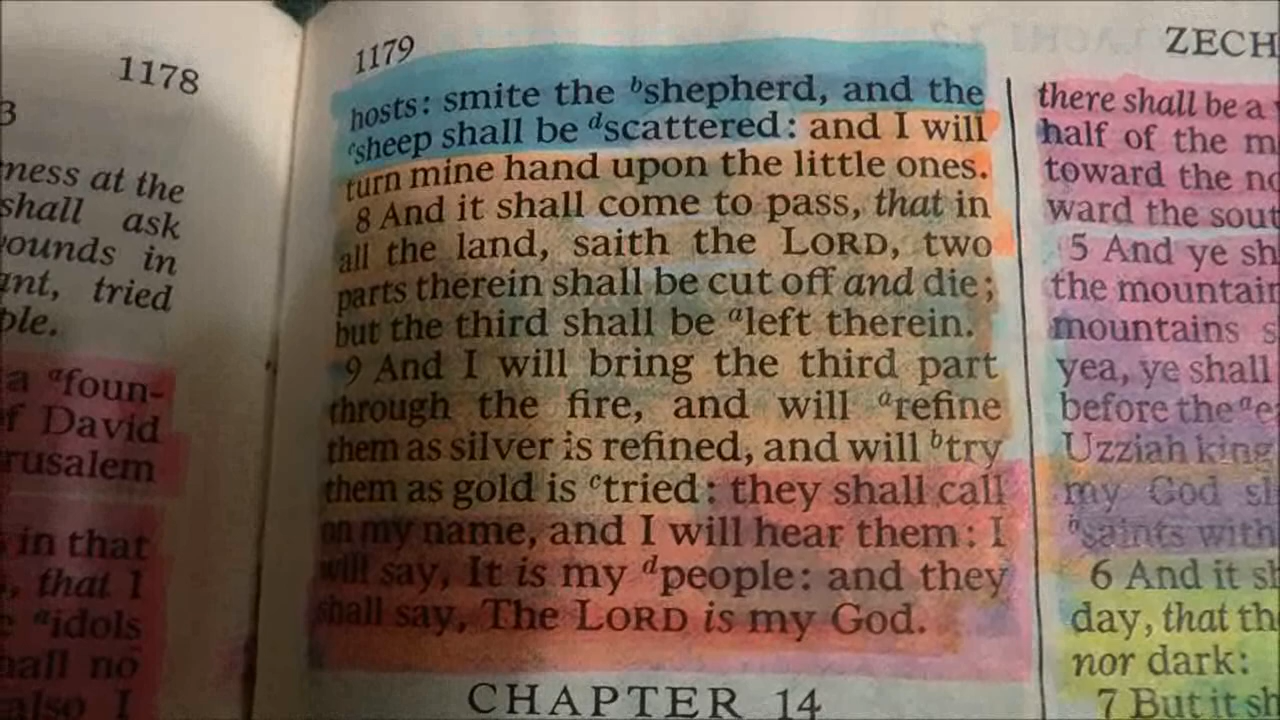 1178
3
ness at the
shall ask
ounds in
ant, tried
ple.
a ᵃfoun-
f David
rusalem
in that
, that I
ᵃidols
hall no
also I
1179
hosts: smite the ᵇshepherd, and the
ᶜsheep shall be ᵈscattered: and I will
turn mine hand upon the little ones.
8 And it shall come to pass, that in
all the land, saith the LORD, two
parts therein shall be cut off and die;
but the third shall be ᵃleft therein.
9 And I will bring the third part
through the fire, and will ᵃrefine
them as silver is refined, and will ᵇtry
them as gold is ᶜtried: they shall call
on my name, and I will hear them: I
will say, It is my ᵈpeople: and they
shall say, The LORD is my God.
CHAPTER 14
ZECH
there shall be a
half of the m
toward the no
ward the sout
5 And ye sh
the mountain
mountains s
yea, ye shall
before the ᵃe
Uzziah king
my God sh
ᵇsaints with
6 And it sh
day, that th
nor dark:
7 But it sh